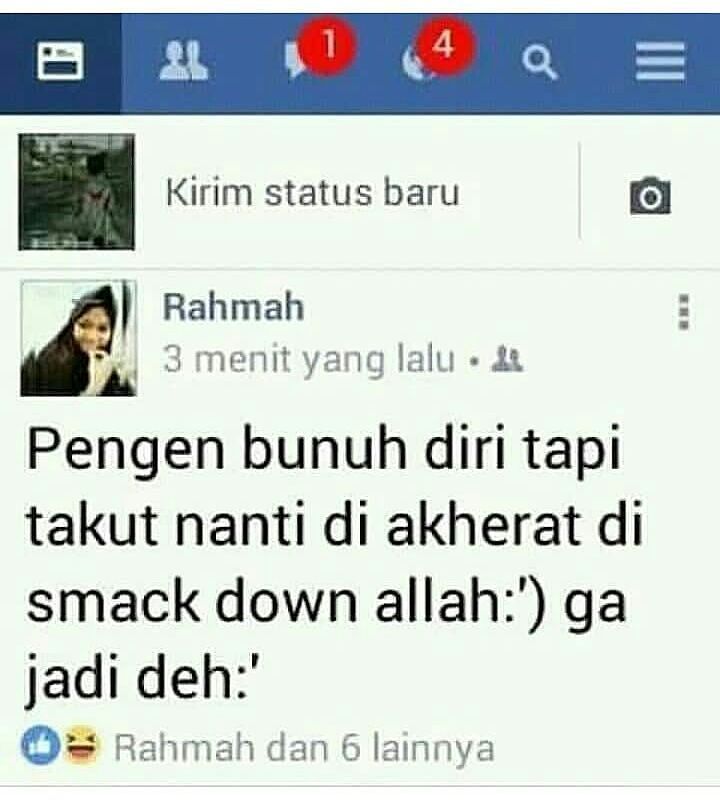 1
4
Kirim status baru
Rahmah
3 menit yang lalu •
Pengen bunuh diri tapi
takut nanti di akherat di
smack down allah:') ga
jadi deh:'
Rahmah dan 6 lainnya